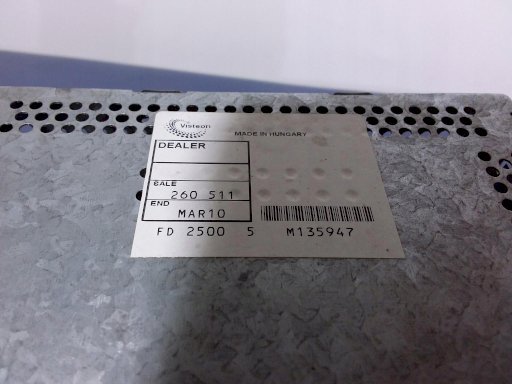 Visteon
MADE IN HUNGARY
DEALER
SALE
260 511
END
MAR10
FD 2500 5 M135947